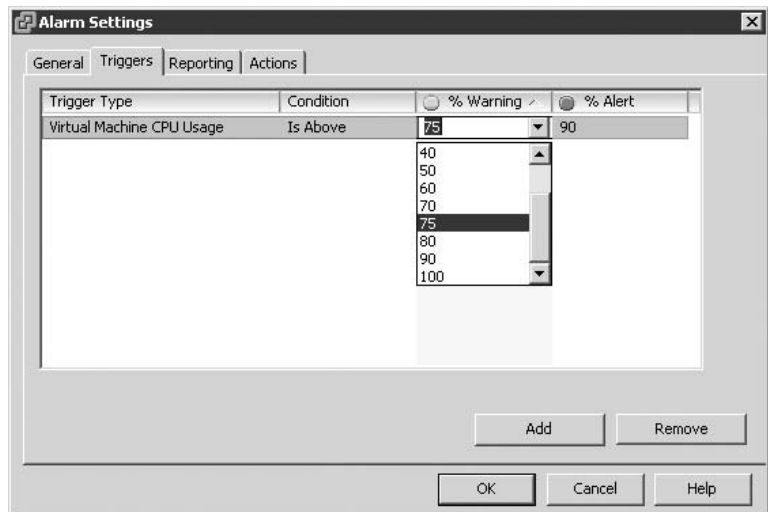 Alarm Settings
General Triggers Reporting Actions
Trigger Type Condition % Warning % Alert
Virtual Machine CPU Usage Is Above 75 90
40
50
60
70
75
80
90
100
Add Remove
OK Cancel Help